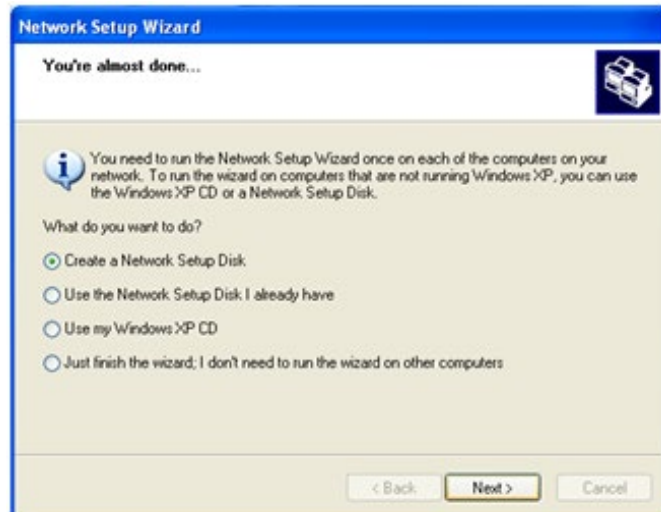 Network Setup Wizard
You're almost done...
You need to run the Network Setup Wizard once on each of the computers on your
network. To run the wizard on computers that are not running Windows XP, you can use
the Windows XP CD or a Network Setup Disk.
What do you want to do?
Create a Network Setup Disk
Use the Network Setup Disk I already have
Use my Windows XP CD
Just finish the wizard; I don't need to run the wizard on other computers
< Back
Next >
Cancel